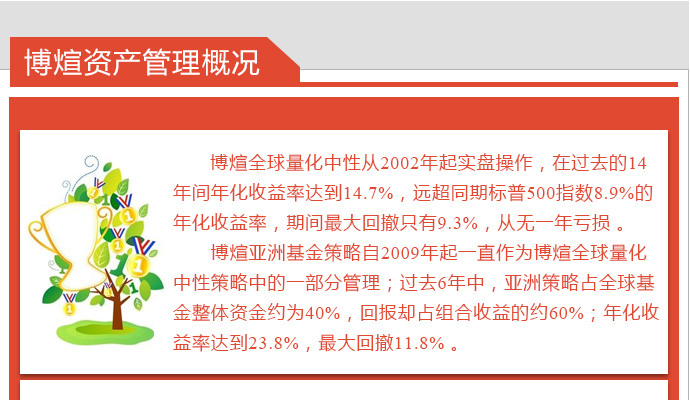 博煊资产管理概况
博煊全球量化中性从2002年起实盘操作，在过去的14
年间年化收益率达到14.7%，远超同期标普500指数8.9%的
年化收益率，期间最大回撤只有9.3%，从无一年亏损 。
博煊亚洲基金策略自2009年起一直作为博煊全球量化
中性策略中的一部分管理；过去6年中，亚洲策略占全球基
金整体资金约为40%，回报却占组合收益的约60%；年化收
益率达到23.8%，最大回撤11.8% 。